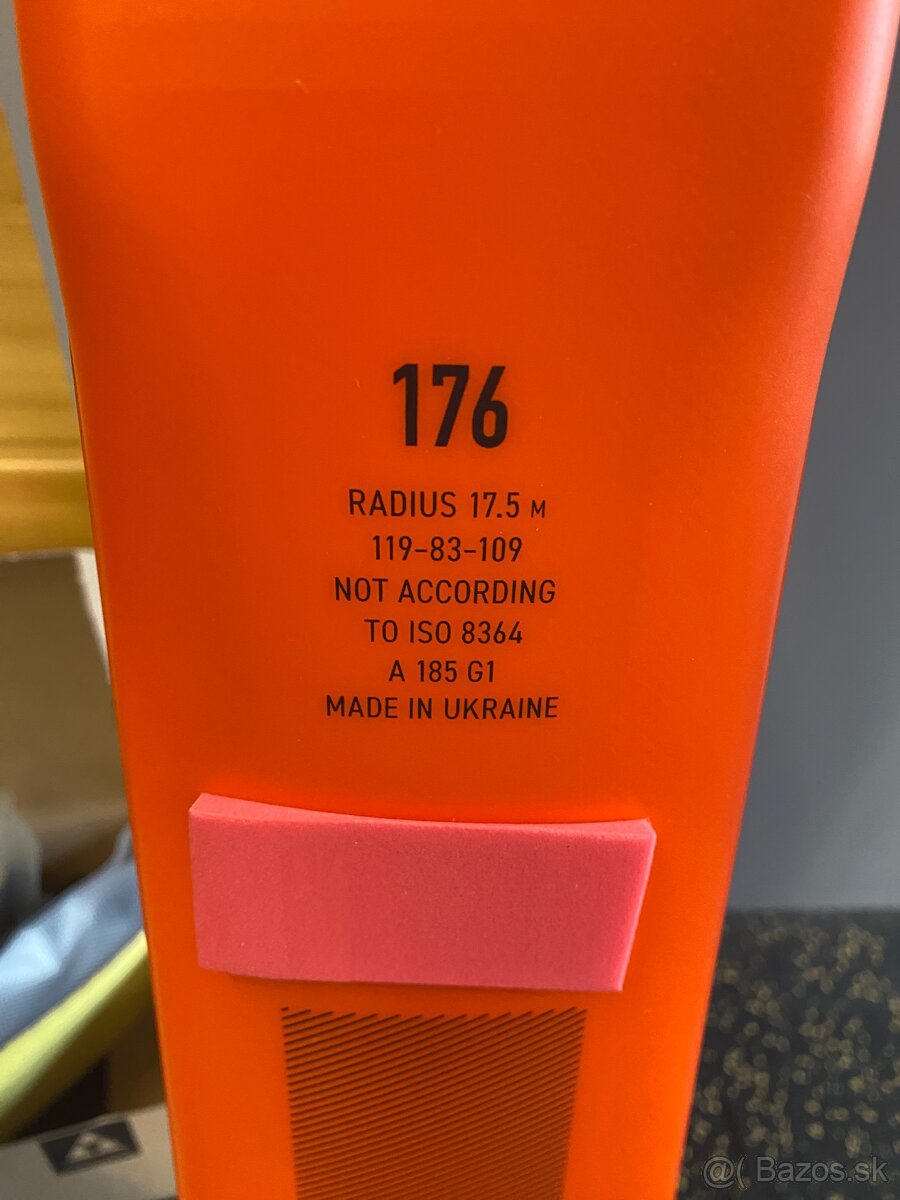 176
RADIUS 17.5 M
119-83-109
NOT ACCORDING
TO ISO 8364
A 185 G1
MADE IN UKRAINE
@( Bazos.sk